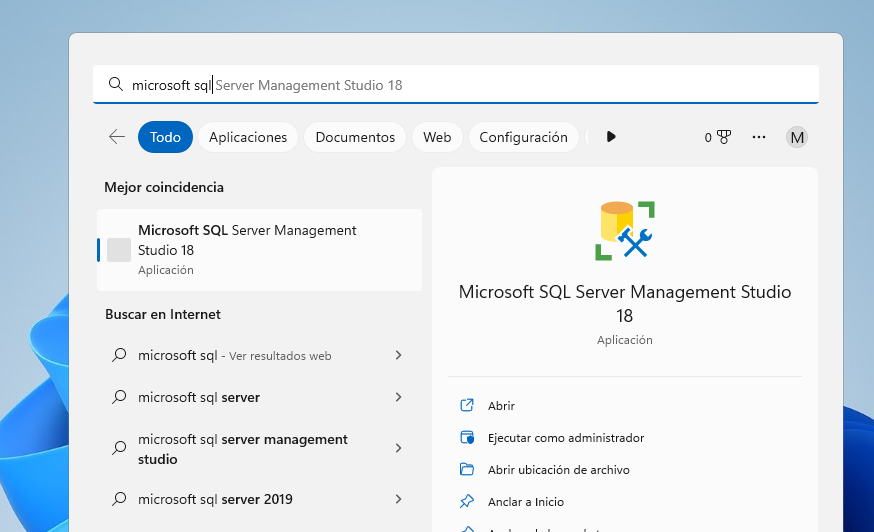 microsoft sql Server Management Studio 18
Todo
Aplicaciones
Documentos
Web
Configuración
0
M
Mejor coincidencia
Microsoft SQL Server Management
Studio 18
Aplicación
Buscar en Internet
microsoft sql - Ver resultados web
microsoft sql server
microsoft sql server management
studio
microsoft sql server 2019
Microsoft SQL Server Management Studio
18
Aplicación
Abrir
Ejecutar como administrador
Abrir ubicación de archivo
Anclar a Inicio